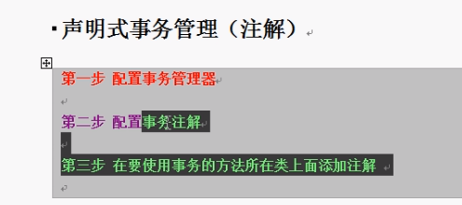 ▪声明式事务管理（注解）
第一步 配置事务管理器
第二步 配置事务注解
第三步 在要使用事务的方法所在类上面添加注解